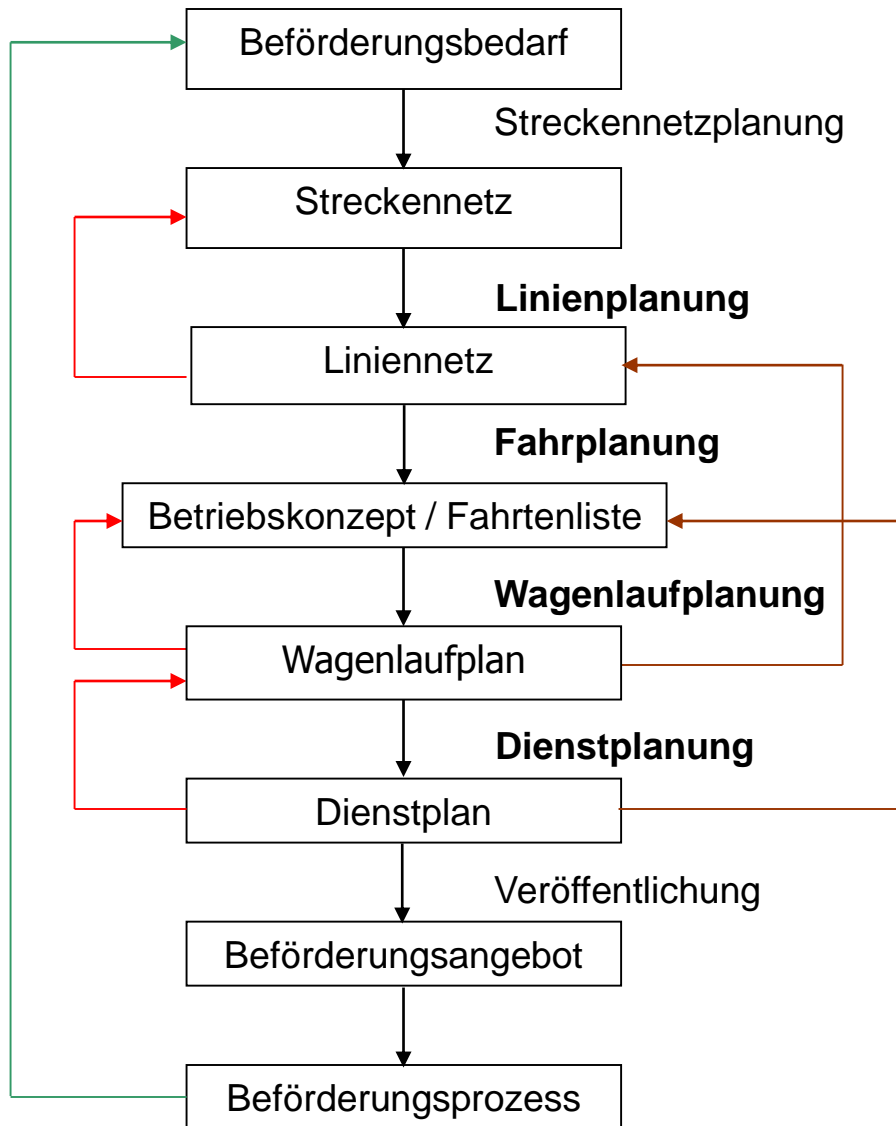 Beförderungsbedarf
Streckennetzplanung
Streckennetz
Linienplanung
Liniennetz
Fahrplanung
Betriebskonzept / Fahrtenliste
Wagenlaufplanung
Wagenlaufplan
Dienstplanung
Dienstplan
Veröffentlichung
Beförderungsangebot
Beförderungsprozess